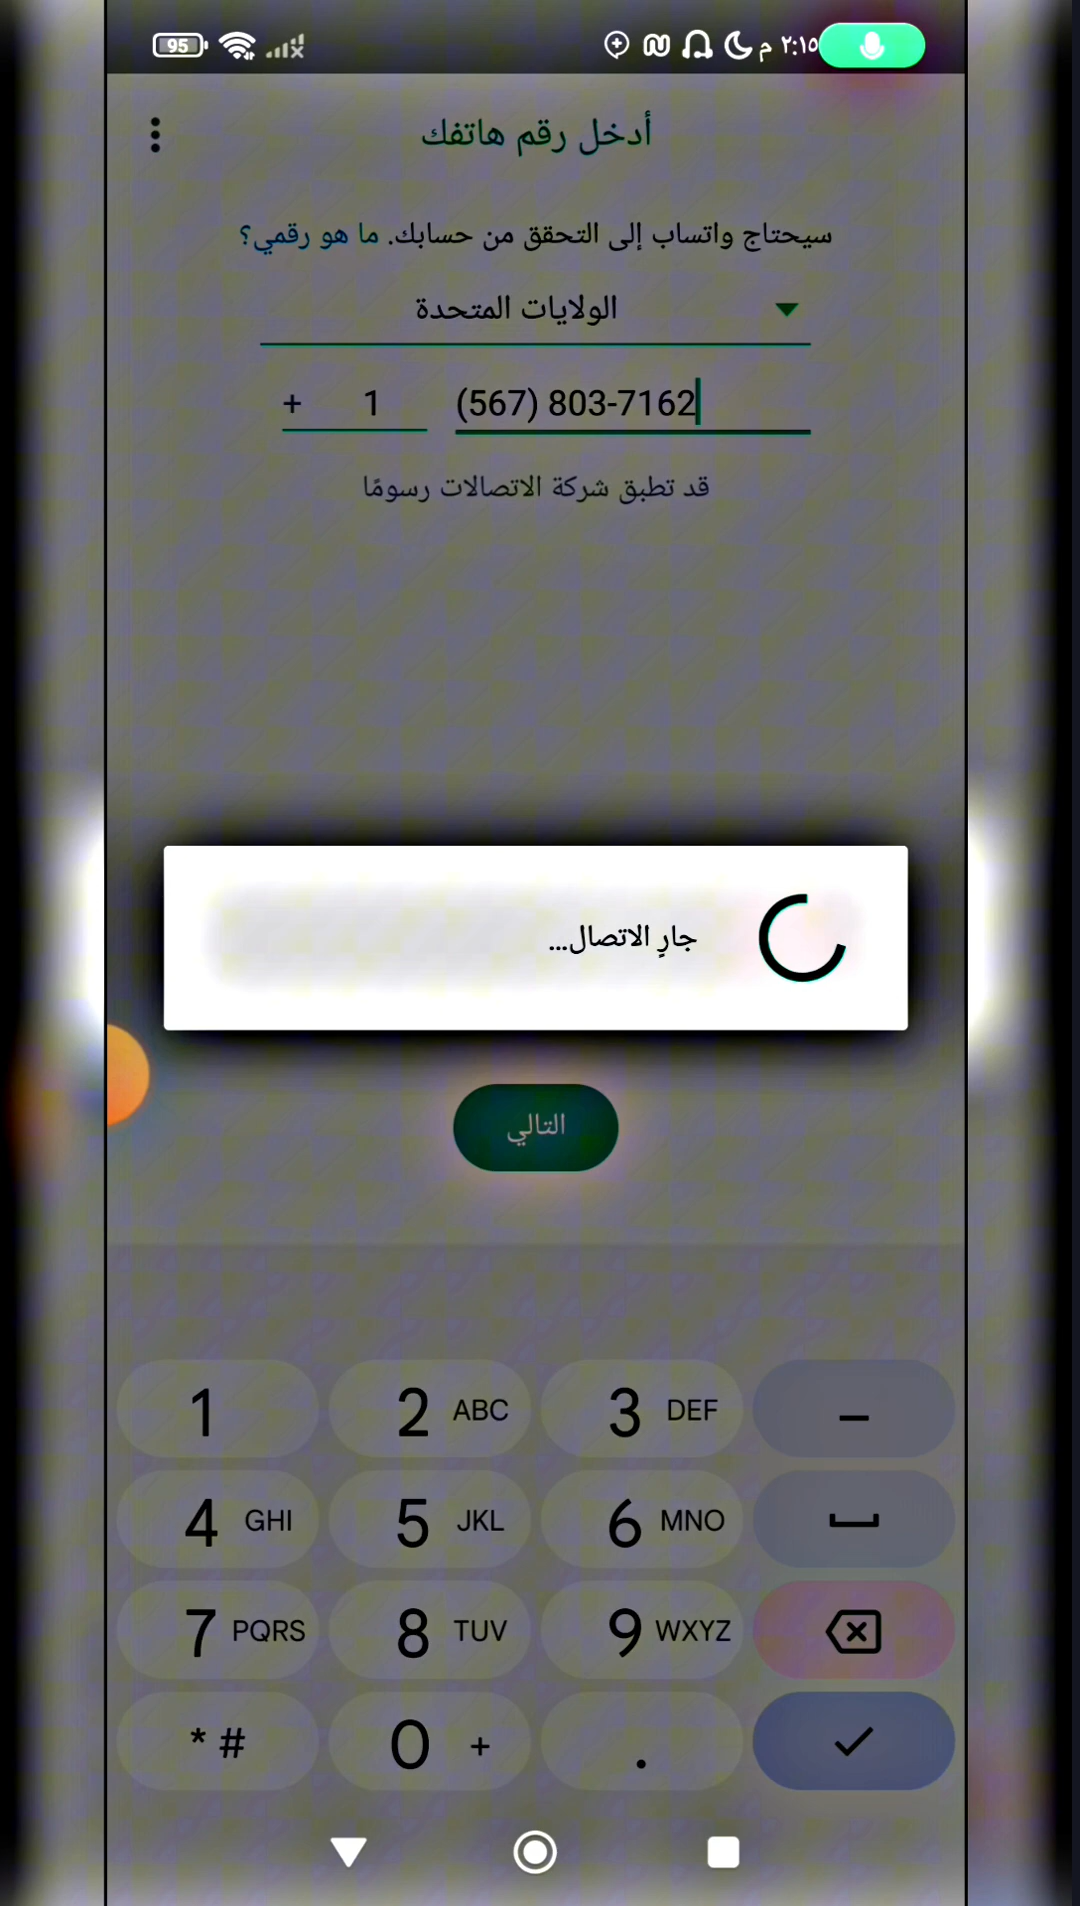 95 ٢:١٥ م
أدخل رقم هاتفك
سيحتاج واتساب إلى التحقق من حسابك. ما هو رقمي؟
الولايات المتحدة
+ 1 (567) 803-7162
قد تطبق شركة الاتصالات رسومًا
جارٍ الاتصال...
التالي
1 2 ABC 3 DEF –
4 GHI 5 JKL 6 MNO
7 PQRS 8 TUV 9 WXYZ
* # 0 + .